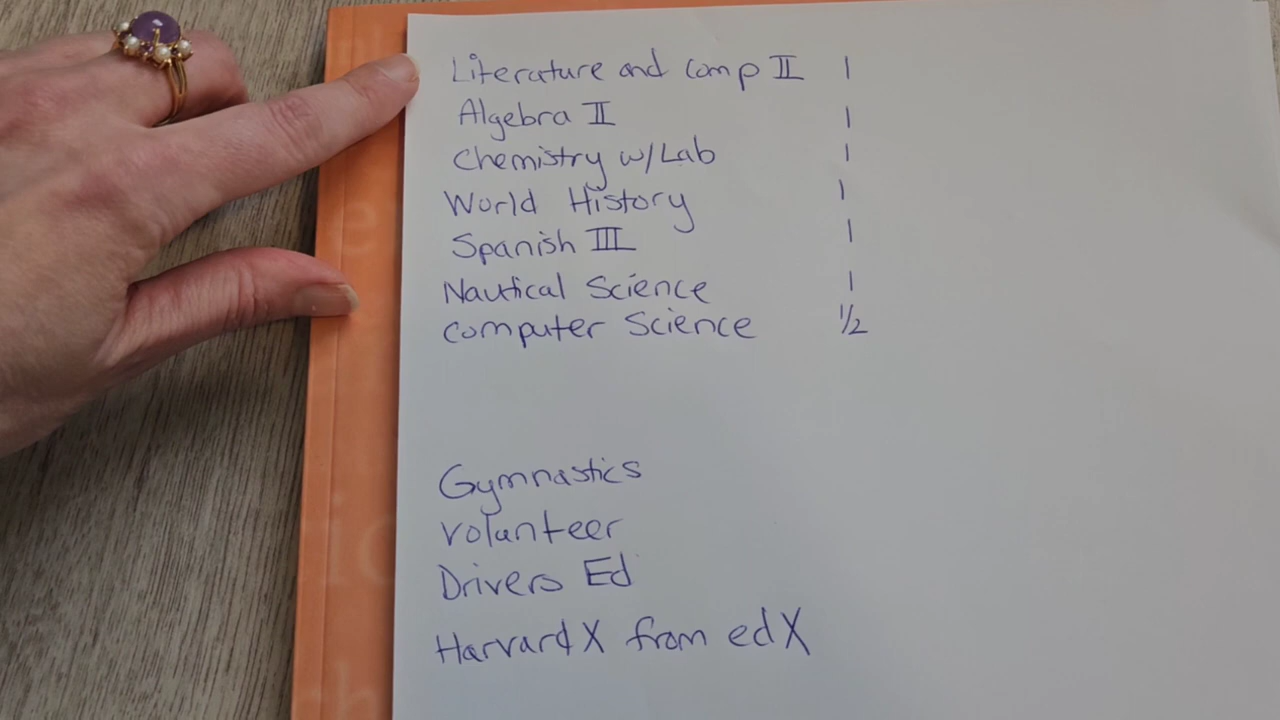 Literature and Comp II 1
Algebra II 1
Chemistry w/Lab 1
World History 1
Spanish III 1
Nautical Science 1
Computer Science 1/2
Gymnastics
Volunteer
Drivers Ed
HarvardX from edX